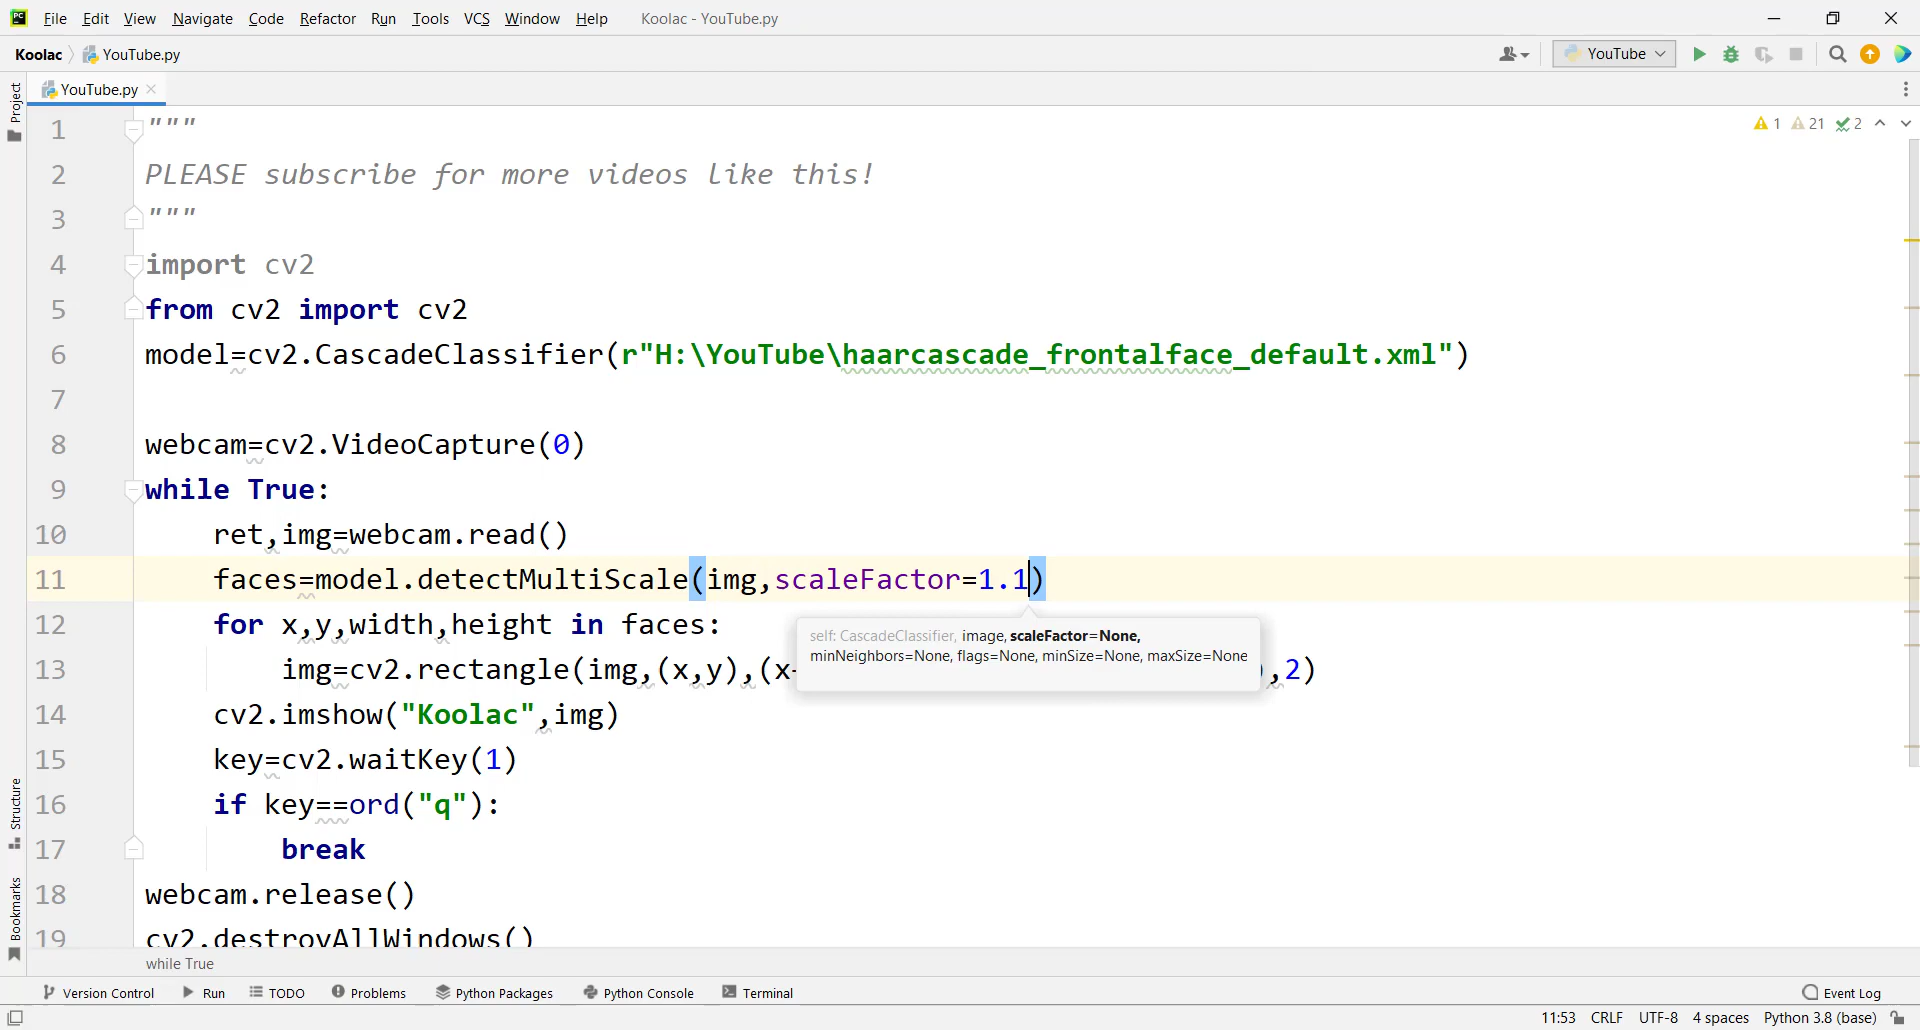 PC File Edit View Navigate Code Refactor Run Tools VCS Window Help Koolac - YouTube.py
Koolac YouTube.py YouTube
YouTube.py
1 21 2
Project
Structure
Bookmarks
1 """
2 PLEASE subscribe for more videos like this!
3 """
4 import cv2
5 from cv2 import cv2
6 model=cv2.CascadeClassifier(r"H:\YouTube\haarcascade_frontalface_default.xml")
7
8 webcam=cv2.VideoCapture(0)
9 while True:
10 ret,img=webcam.read()
11 faces=model.detectMultiScale(img,scaleFactor=1.1)
12 for x,y,width,height in faces:
self: CascadeClassifier, image, scaleFactor=None,
minNeighbors=None, flags=None, minSize=None, maxSize=None
13 img=cv2.rectangle(img,(x,y),(x ),2)
14 cv2.imshow("Koolac",img)
15 key=cv2.waitKey(1)
16 if key==ord("q"):
17 break
18 webcam.release()
19 cv2.destroyAllWindows()
while True
Version Control Run TODO Problems Python Packages Python Console Terminal Event Log
11:53 CRLF UTF-8 4 spaces Python 3.8 (base)